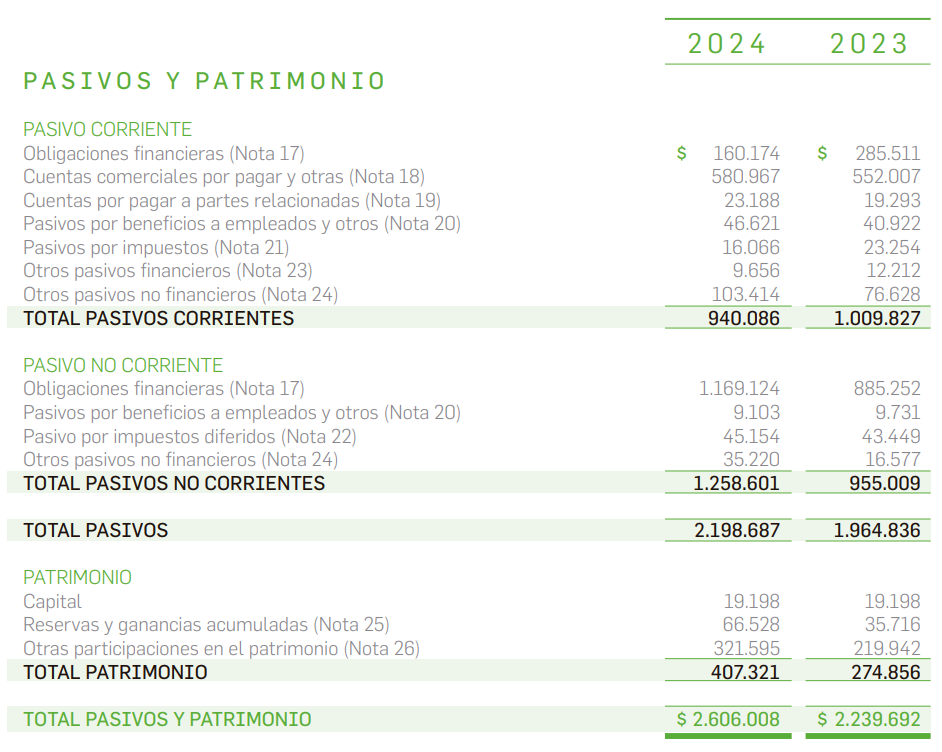 2024 2023
PASIVOS Y PATRIMONIO
PASIVO CORRIENTE
Obligaciones financieras (Nota 17) $ 160.174 $ 285.511
Cuentas comerciales por pagar y otras (Nota 18) 580.967 552.007
Cuentas por pagar a partes relacionadas (Nota 19) 23.188 19.293
Pasivos por beneficios a empleados y otros (Nota 20) 46.621 40.922
Pasivos por impuestos (Nota 21) 16.066 23.254
Otros pasivos financieros (Nota 23) 9.656 12.212
Otros pasivos no financieros (Nota 24) 103.414 76.628
TOTAL PASIVOS CORRIENTES 940.086 1.009.827
PASIVO NO CORRIENTE
Obligaciones financieras (Nota 17) 1.169.124 885.252
Pasivos por beneficios a empleados y otros (Nota 20) 9.103 9.731
Pasivo por impuestos diferidos (Nota 22) 45.154 43.449
Otros pasivos no financieros (Nota 24) 35.220 16.577
TOTAL PASIVOS NO CORRIENTES 1.258.601 955.009
TOTAL PASIVOS 2.198.687 1.964.836
PATRIMONIO
Capital 19.198 19.198
Reservas y ganancias acumuladas (Nota 25) 66.528 35.716
Otras participaciones en el patrimonio (Nota 26) 321.595 219.942
TOTAL PATRIMONIO 407.321 274.856
TOTAL PASIVOS Y PATRIMONIO $ 2.606.008 $ 2.239.692